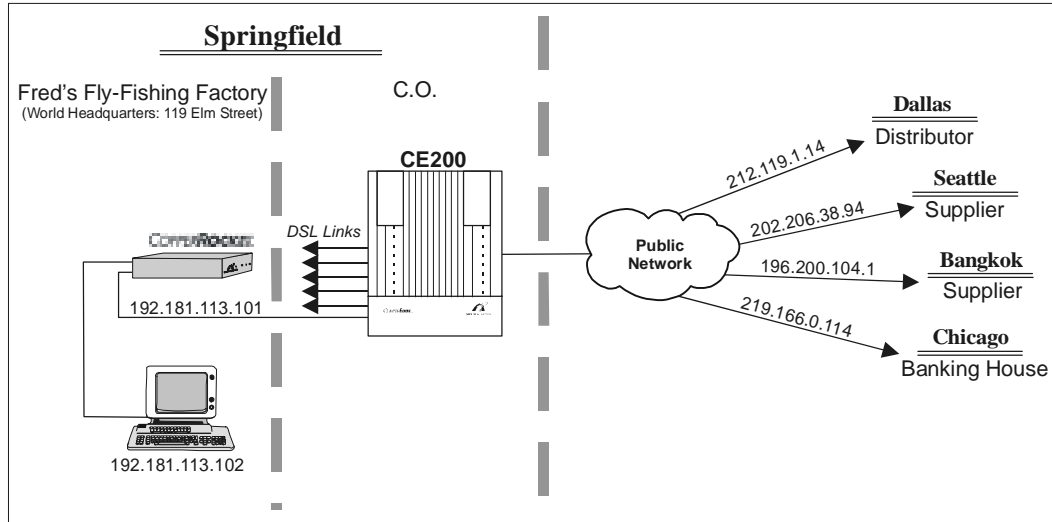 Springfield
Fred's Fly-Fishing Factory
(World Headquarters: 119 Elm Street)
C.O.
CE200
DSL Links
COPPERROCKET
192.181.113.101
192.181.113.102
Public
Network
212.119.1.14
Dallas
Distributor
202.206.38.94
Seattle
Supplier
196.200.104.1
Bangkok
Supplier
219.166.0.114
Chicago
Banking House